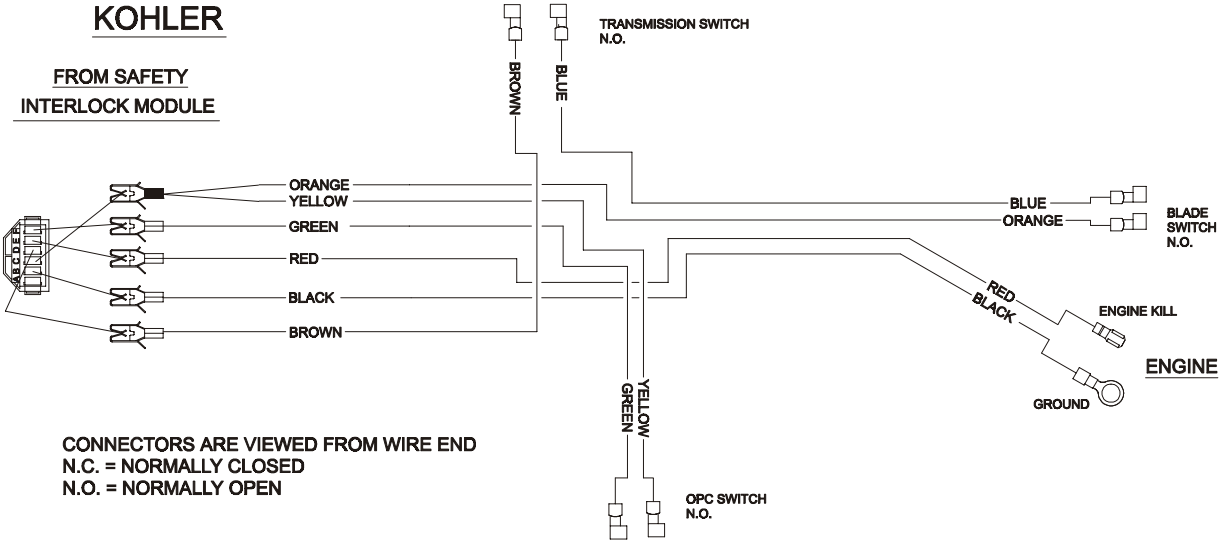 KOHLER
TRANSMISSION SWITCH
N.O.
FROM SAFETY
INTERLOCK MODULE
BROWN
BLUE
ORANGE
YELLOW
GREEN
RED
BLACK
BROWN
A B C D E F
BLUE
ORANGE
BLADE
SWITCH
N.O.
RED
BLACK
ENGINE KILL
ENGINE
GROUND
GREEN
YELLOW
CONNECTORS ARE VIEWED FROM WIRE END
N.C. = NORMALLY CLOSED
N.O. = NORMALLY OPEN
OPC SWITCH
N.O.